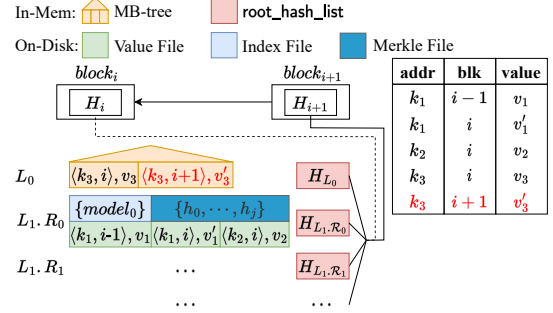 In-Mem: MB-tree root_hash_list
On-Disk: Value File Index File Merkle File
block_i block_{i+1}
H_i H_{i+1}
addr blk value
k_1 i − 1 v_1
k_1 i v'_1
k_2 i v_2
k_3 i v_3
k_3 i + 1 v'_3
L_0 ⟨k_3, i⟩, v_3 ⟨k_3, i+1⟩, v'_3 H_{L_0}
L_1.R_0 {model_0} {h_0, ⋯, h_j} H_{L_1.R_0}
⟨k_1, i-1⟩, v_1 ⟨k_1, i⟩, v'_1 ⟨k_2, i⟩, v_2
L_1.R_1 ⋯ H_{L_1.R_1}
⋯ ⋯